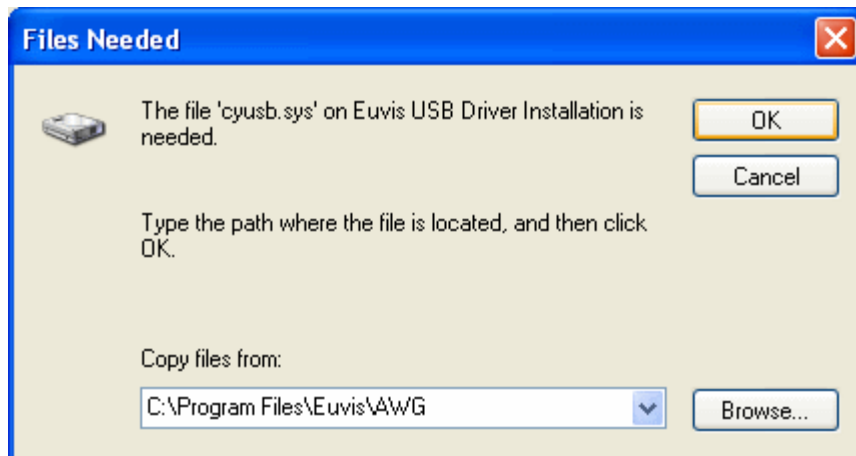 Files Needed
The file 'cyusb.sys' on Euvis USB Driver Installation is
needed.
OK
Cancel
Type the path where the file is located, and then click
OK.
Copy files from:
C:\Program Files\Euvis\AWG
Browse...